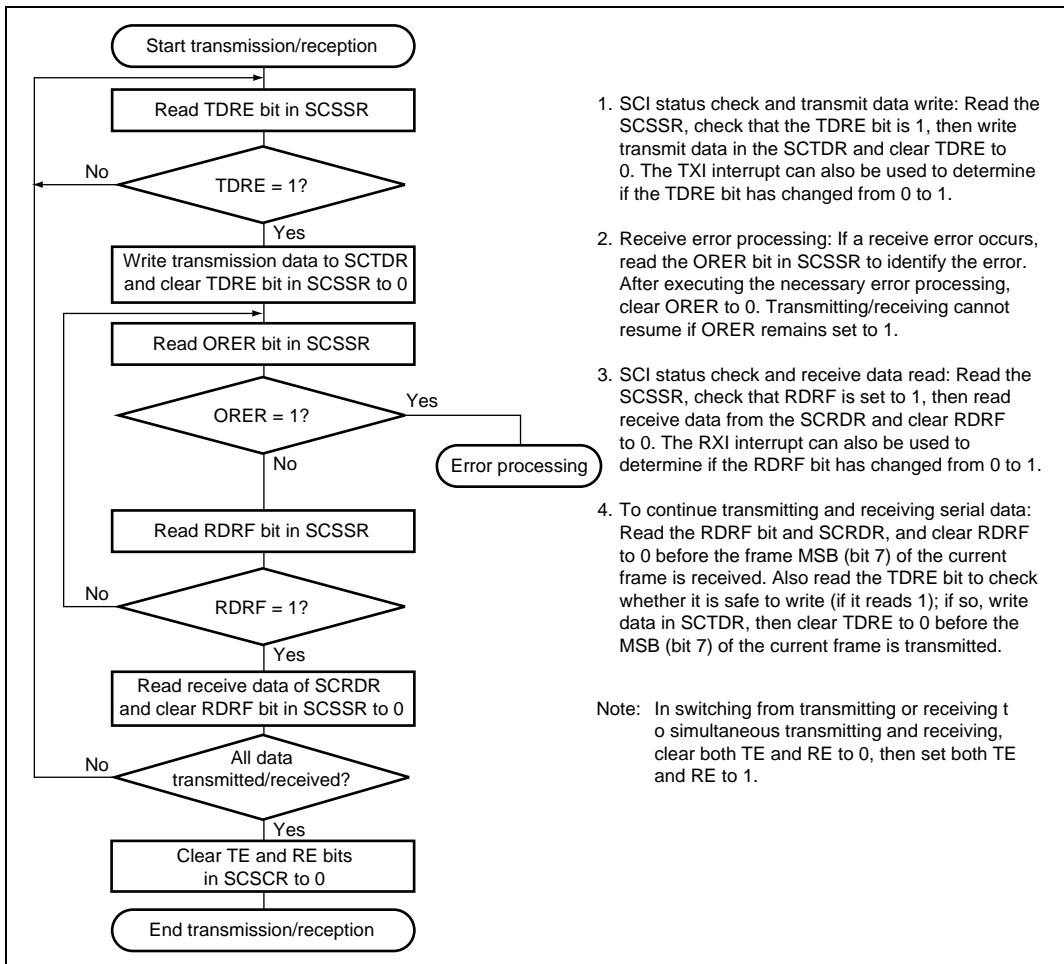 Start transmission/reception
Read TDRE bit in SCSSR
No
TDRE = 1?
Yes
Write transmission data to SCTDR
and clear TDRE bit in SCSSR to 0
Read ORER bit in SCSSR
ORER = 1?
Yes
No
Error processing
Read RDRF bit in SCSSR
No
RDRF = 1?
Yes
Read receive data of SCRDR
and clear RDRF bit in SCSSR to 0
No
All data
transmitted/received?
Yes
Clear TE and RE bits
in SCSCR to 0
End transmission/reception
1. SCI status check and transmit data write: Read the
SCSSR, check that the TDRE bit is 1, then write
transmit data in the SCTDR and clear TDRE to
0. The TXI interrupt can also be used to determine
if the TDRE bit has changed from 0 to 1.
2. Receive error processing: If a receive error occurs,
read the ORER bit in SCSSR to identify the error.
After executing the necessary error processing,
clear ORER to 0. Transmitting/receiving cannot
resume if ORER remains set to 1.
3. SCI status check and receive data read: Read the
SCSSR, check that RDRF is set to 1, then read
receive data from the SCRDR and clear RDRF
to 0. The RXI interrupt can also be used to
determine if the RDRF bit has changed from 0 to 1.
4. To continue transmitting and receiving serial data:
Read the RDRF bit and SCRDR, and clear RDRF
to 0 before the frame MSB (bit 7) of the current
frame is received. Also read the TDRE bit to check
whether it is safe to write (if it reads 1); if so, write
data in SCTDR, then clear TDRE to 0 before the
MSB (bit 7) of the current frame is transmitted.
Note: In switching from transmitting or receiving t
o simultaneous transmitting and receiving,
clear both TE and RE to 0, then set both TE
and RE to 1.